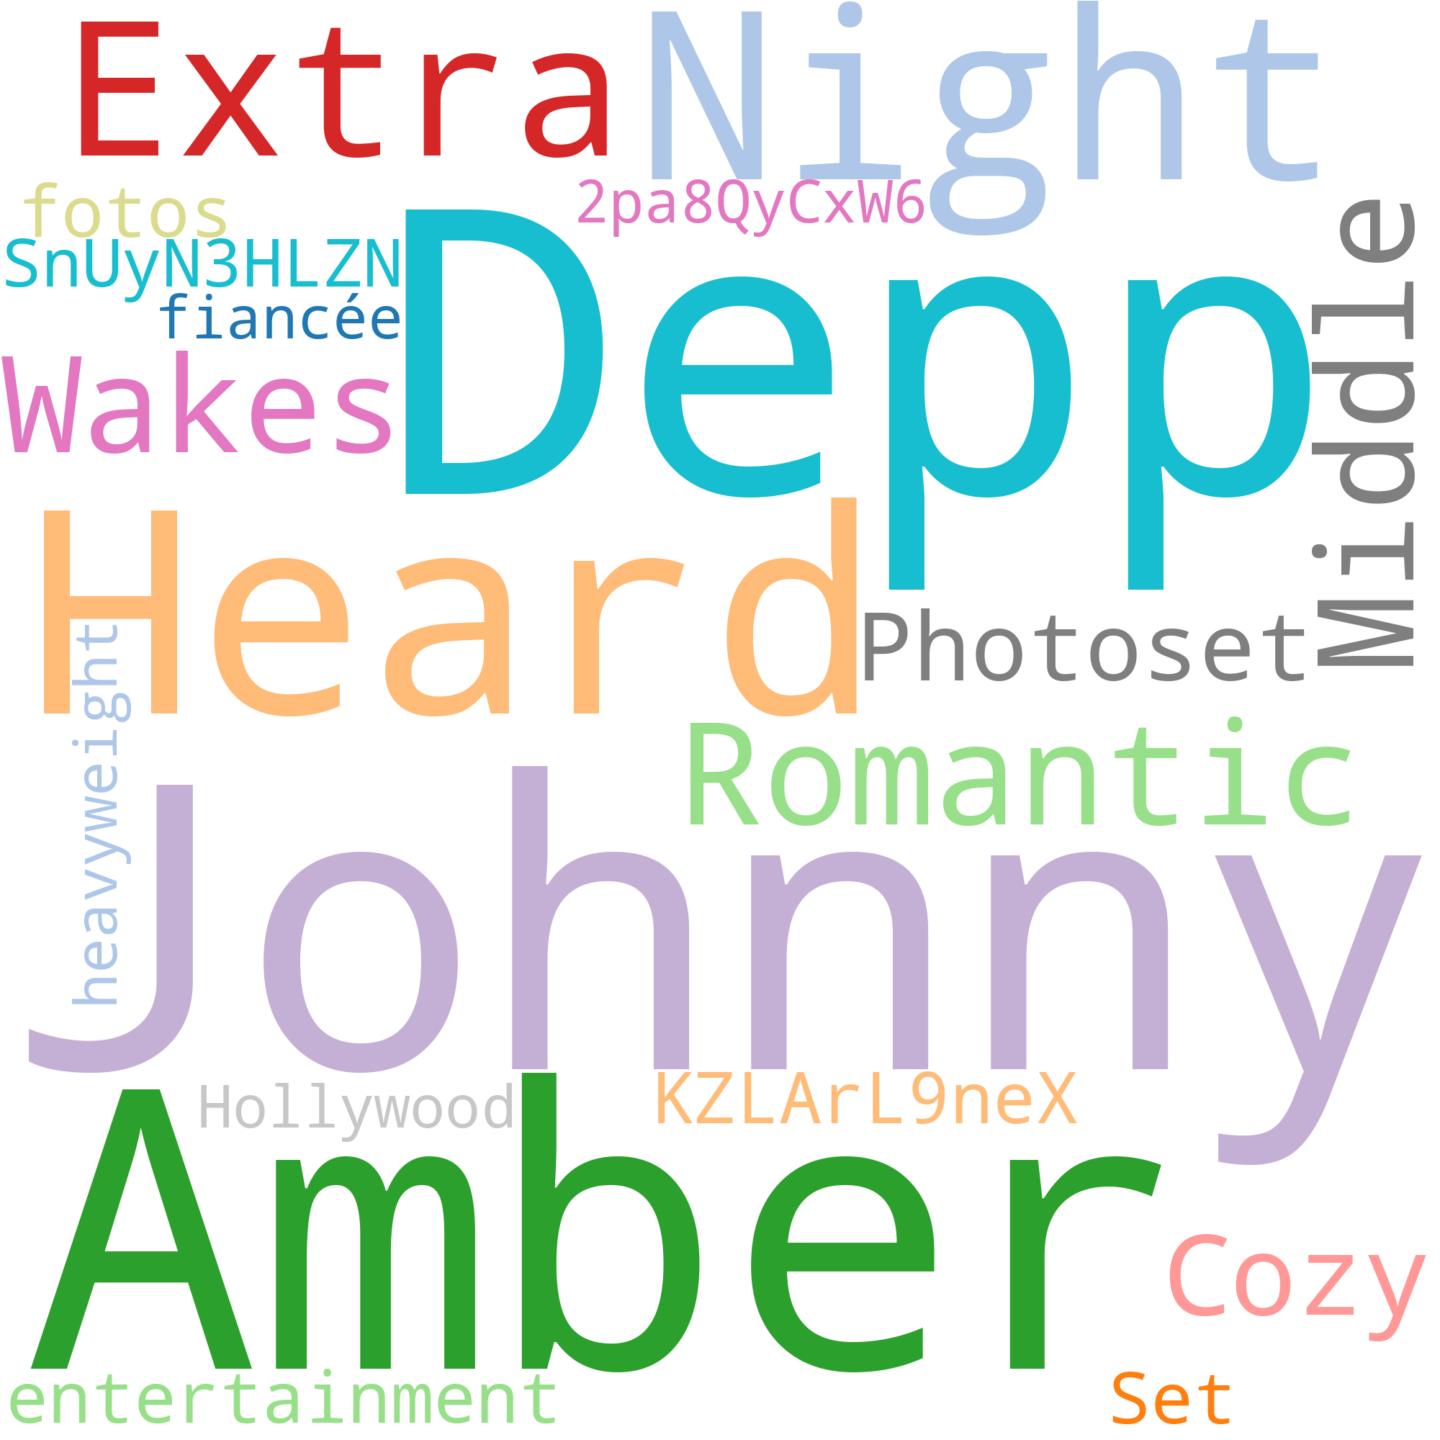 Extra
Night
fotos
2pa8QyCxW6
SnUyN3HLZN
fiancée
Depp
Middle
Wakes
Heard
Photoset
heavyweight
Romantic
Johnny
Hollywood
KZLArL9neX
Amber
Cozy
entertainment
Set